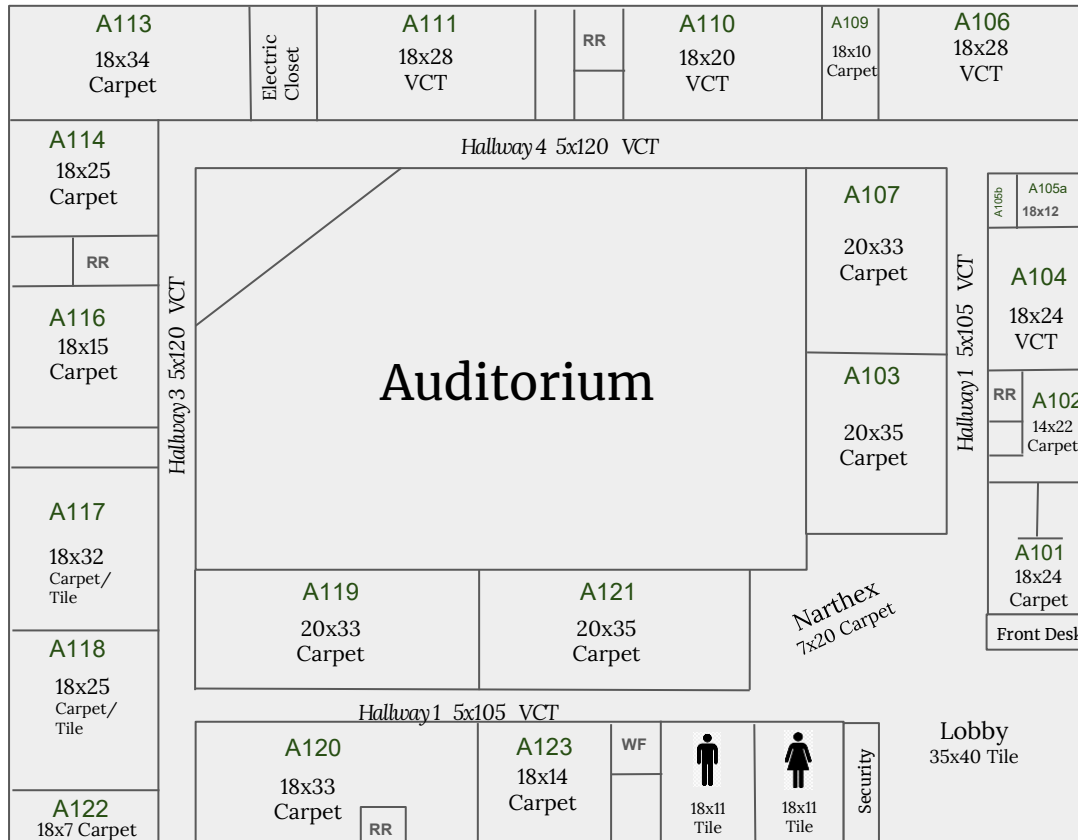 A113
18x34
Carpet
Electric
Closet
A111
18x28
VCT
RR
A110
18x20
VCT
A109
18x10
Carpet
A106
18x28
VCT
Hallway 4 5x120 VCT
A114
18x25
Carpet
RR
A116
18x15
Carpet
Hallway 3 5x120 VCT
Auditorium
A107
20x33
Carpet
A103
20x35
Carpet
Hallway 1 5x105 VCT
A105b
A105a
18x12
A104
18x24
VCT
RR
A102
14x22
Carpet
A101
18x24
Carpet
Front Desk
A117
18x32
Carpet/
Tile
A118
18x25
Carpet/
Tile
A122
18x7 Carpet
A119
20x33
Carpet
A121
20x35
Carpet
Narthex
7x20 Carpet
Hallway 1 5x105 VCT
A120
18x33
Carpet
RR
A123
18x14
Carpet
WF
18x11
Tile
18x11
Tile
Security
Lobby
35x40 Tile